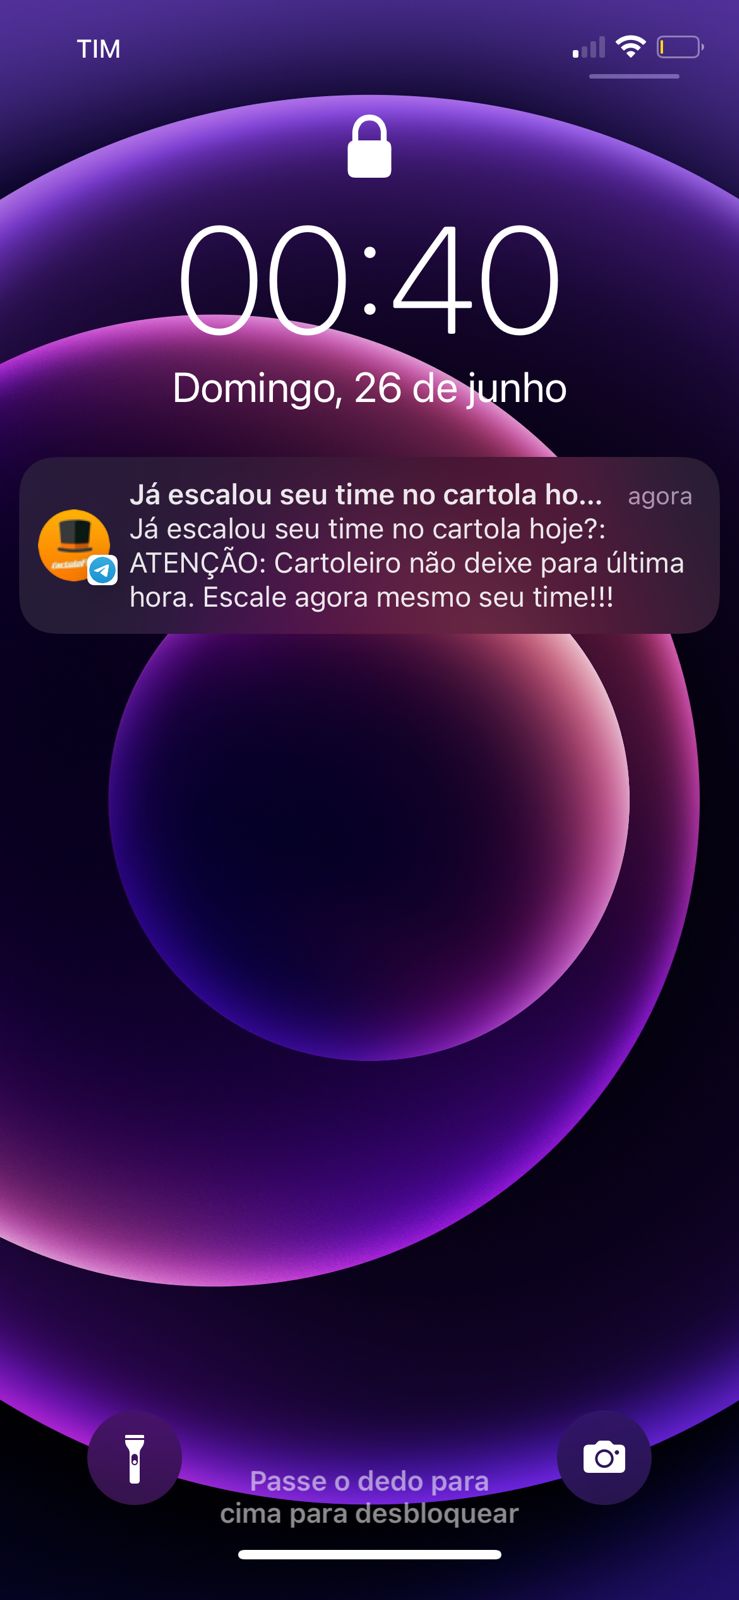 TIM
00:40
Domingo, 26 de junho
Já escalou seu time no cartola ho... agora
Já escalou seu time no cartola hoje?:
ATENÇÃO: Cartoleiro não deixe para última
hora. Escale agora mesmo seu time!!!
Passe o dedo para
cima para desbloquear